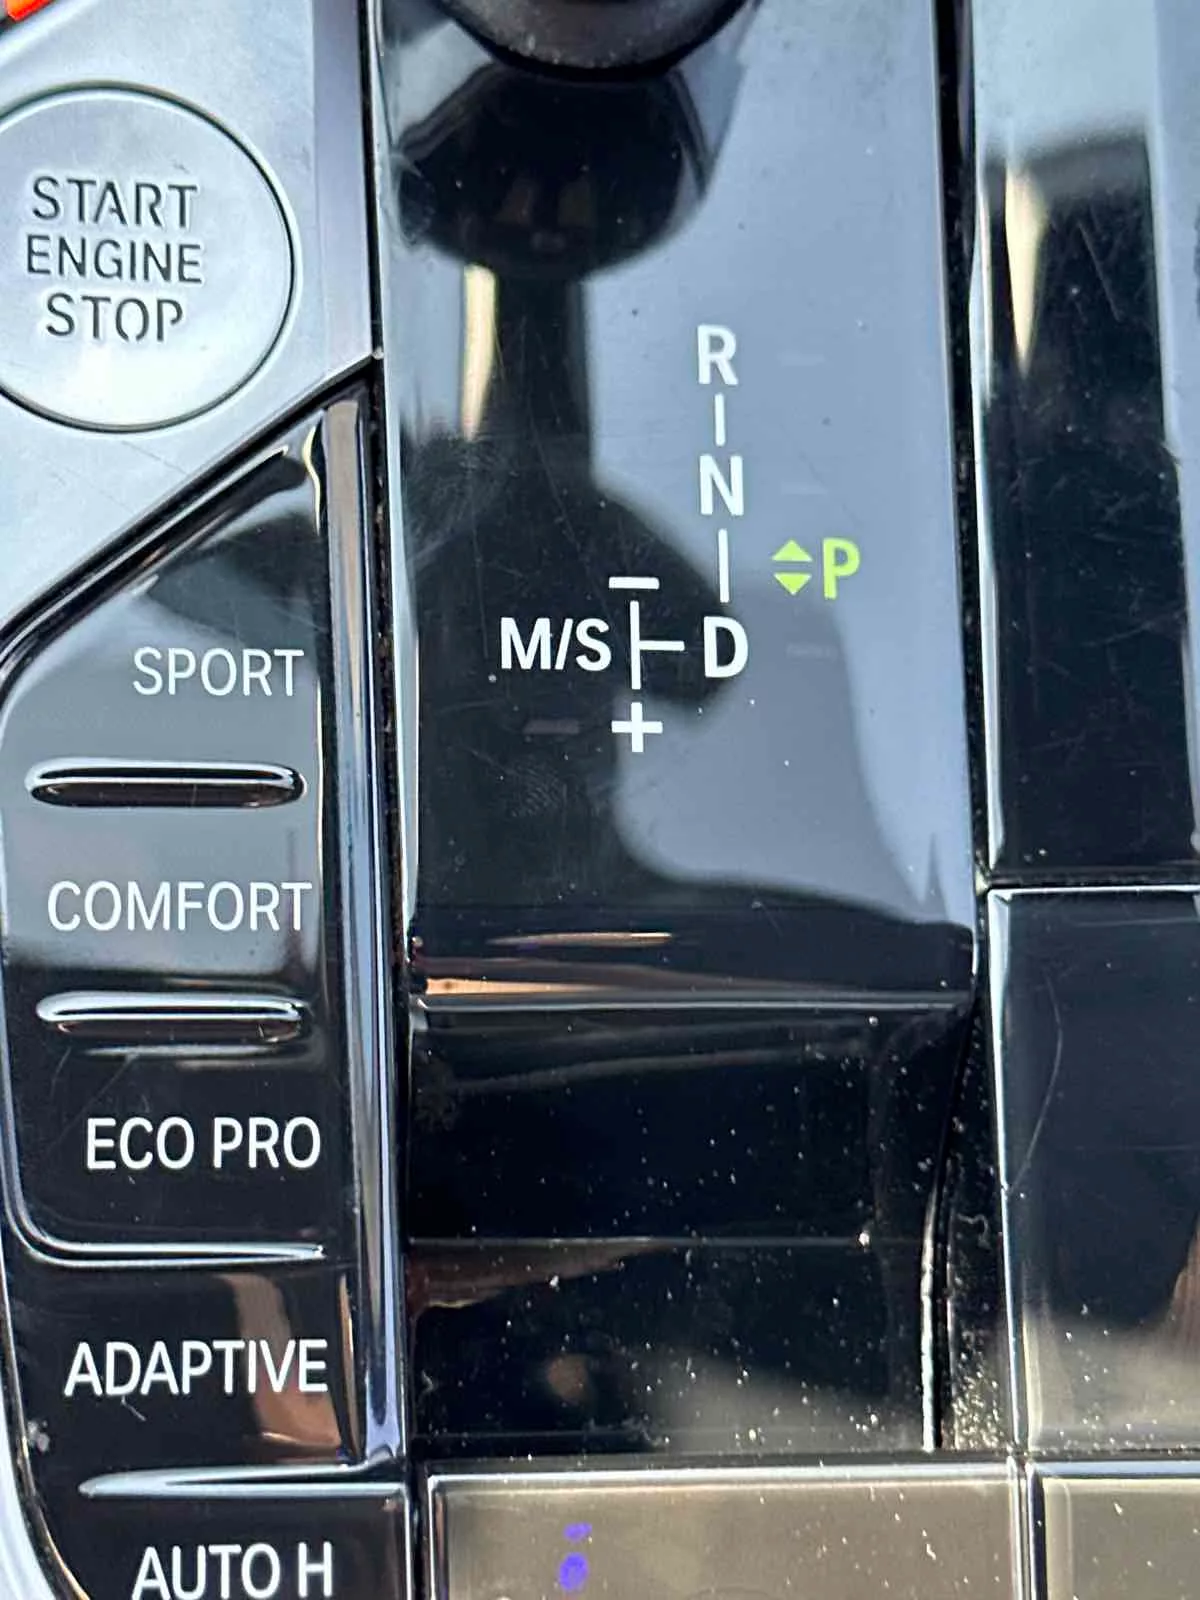 START
ENGINE
STOP
R
N
P
M/S D
SPORT
COMFORT
ECO PRO
ADAPTIVE
AUTO H